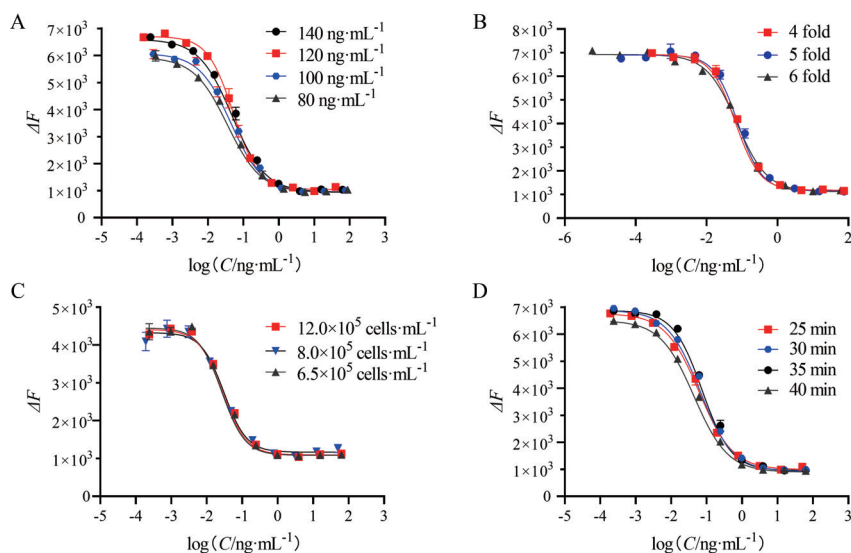 A
140 ng·mL⁻¹
120 ng·mL⁻¹
100 ng·mL⁻¹
80 ng·mL⁻¹
7×10³
6×10³
5×10³
4×10³
3×10³
2×10³
1×10³
0
ΔF
-5 -4 -3 -2 -1 0 1 2 3
log(C/ng·mL⁻¹)
B
4 fold
5 fold
6 fold
8×10³
7×10³
6×10³
5×10³
4×10³
3×10³
2×10³
1×10³
0
ΔF
-6 -4 -2 0 2
log(C/ng·mL⁻¹)
C
12.0×10⁵ cells·mL⁻¹
8.0×10⁵ cells·mL⁻¹
6.5×10⁵ cells·mL⁻¹
5×10³
4×10³
3×10³
2×10³
1×10³
0
ΔF
-5 -4 -3 -2 -1 0 1 2 3
log(C/ng·mL⁻¹)
D
25 min
30 min
35 min
40 min
7×10³
6×10³
5×10³
4×10³
3×10³
2×10³
1×10³
0
ΔF
-5 -4 -3 -2 -1 0 1 2 3
log(C/ng·mL⁻¹)